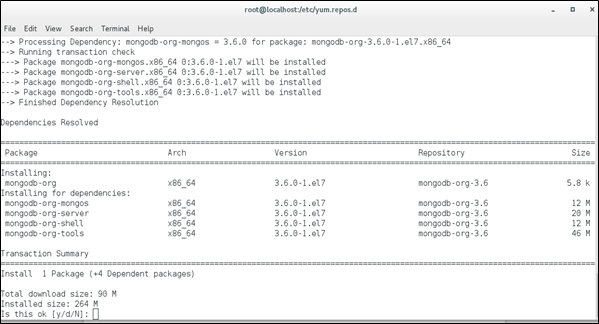 root@localhost:/etc/yum.repos.d
File Edit View Search Terminal Help
--> Processing Dependency: mongodb-org-mongos = 3.6.0 for package: mongodb-org-3.6.0-1.el7.x86_64
--> Running transaction check
---> Package mongodb-org-mongos.x86_64 0:3.6.0-1.el7 will be installed
---> Package mongodb-org-server.x86_64 0:3.6.0-1.el7 will be installed
---> Package mongodb-org-shell.x86_64 0:3.6.0-1.el7 will be installed
---> Package mongodb-org-tools.x86_64 0:3.6.0-1.el7 will be installed
--> Finished Dependency Resolution
Dependencies Resolved
Package Arch Version Repository Size
Installing:
mongodb-org x86_64 3.6.0-1.el7 mongodb-org-3.6 5.8 k
Installing for dependencies:
mongodb-org-mongos x86_64 3.6.0-1.el7 mongodb-org-3.6 12 M
mongodb-org-server x86_64 3.6.0-1.el7 mongodb-org-3.6 20 M
mongodb-org-shell x86_64 3.6.0-1.el7 mongodb-org-3.6 12 M
mongodb-org-tools x86_64 3.6.0-1.el7 mongodb-org-3.6 46 M
Transaction Summary
Install 1 Package (+4 Dependent packages)
Total download size: 90 M
Installed size: 264 M
Is this ok [y/d/N]: